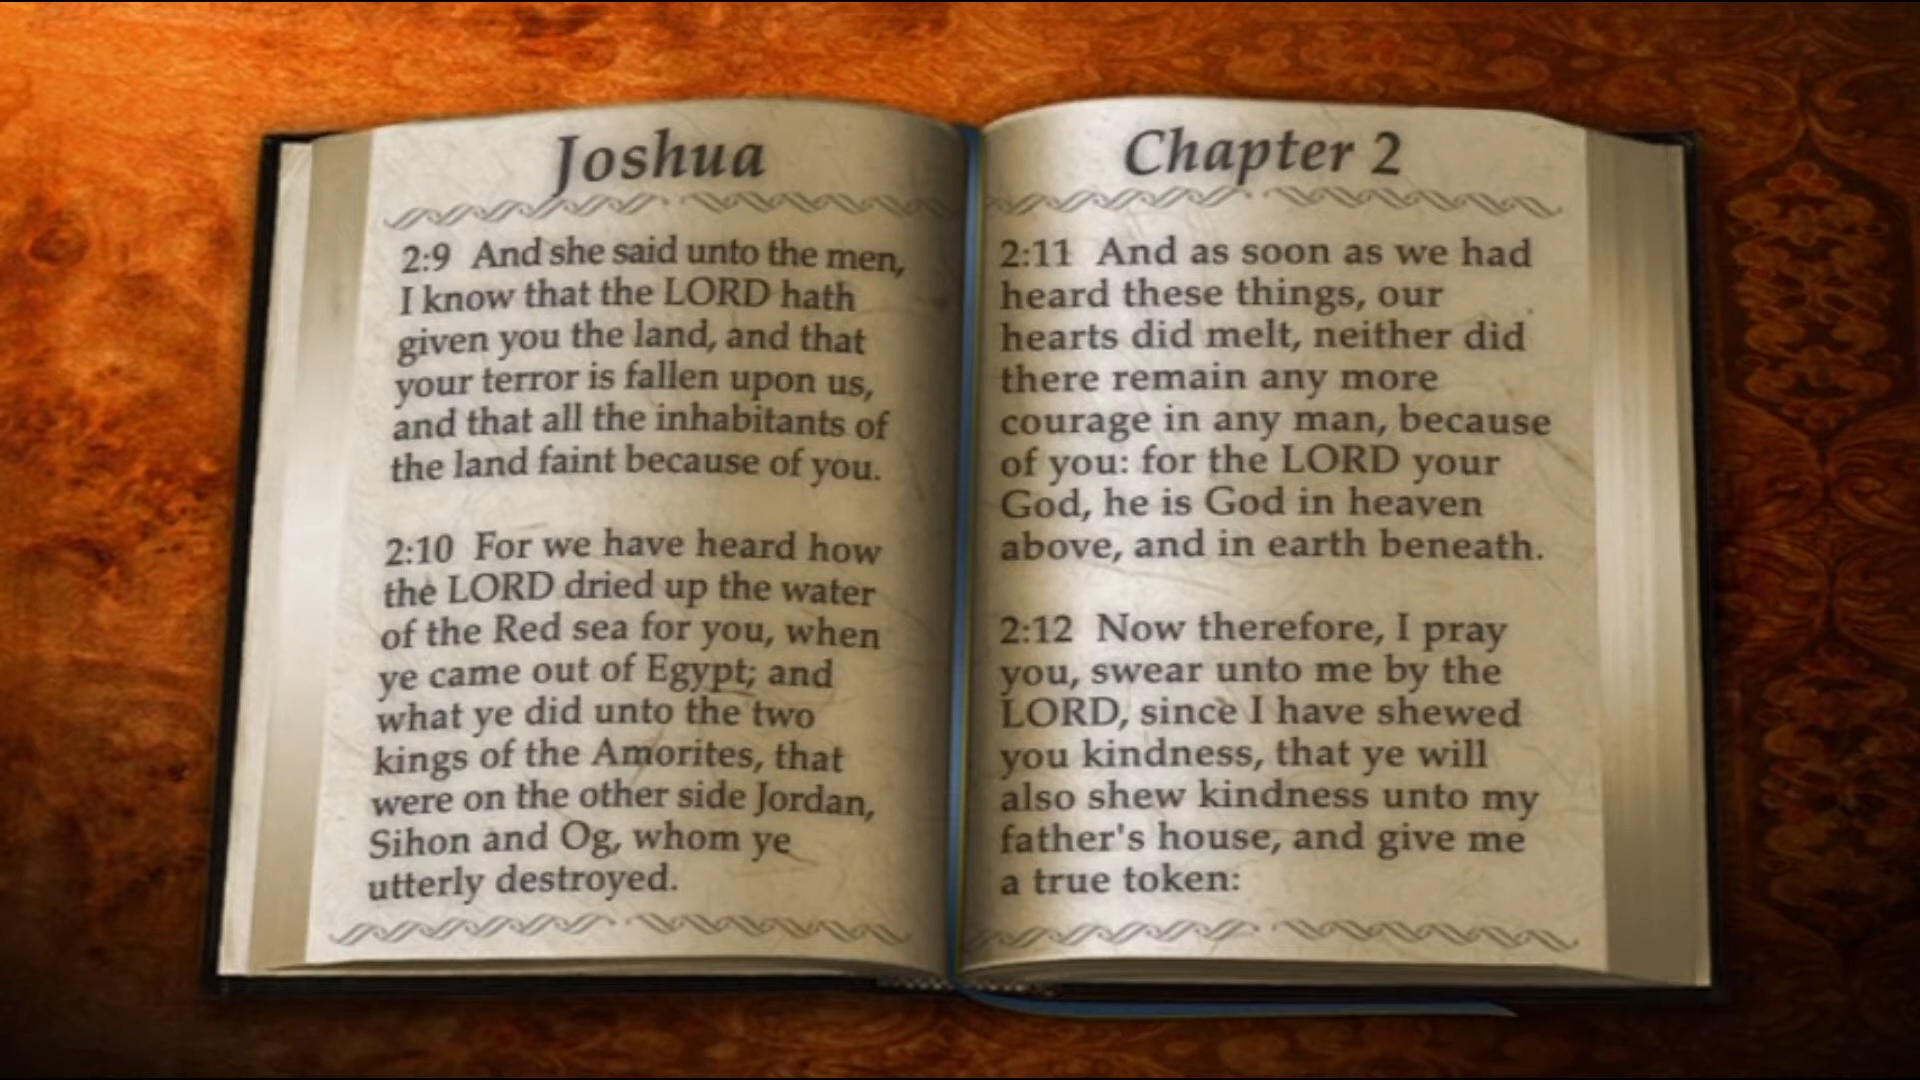 Joshua
2:9 And she said unto the men,
I know that the LORD hath
given you the land, and that
your terror is fallen upon us,
and that all the inhabitants of
the land faint because of you.
2:10 For we have heard how
the LORD dried up the water
of the Red sea for you, when
ye came out of Egypt; and
what ye did unto the two
kings of the Amorites, that
were on the other side Jordan,
Sihon and Og, whom ye
utterly destroyed.
Chapter 2
2:11 And as soon as we had
heard these things, our
hearts did melt, neither did
there remain any more
courage in any man, because
of you: for the LORD your
God, he is God in heaven
above, and in earth beneath.
2:12 Now therefore, I pray
you, swear unto me by the
LORD, since I have shewed
you kindness, that ye will
also shew kindness unto my
father's house, and give me
a true token: